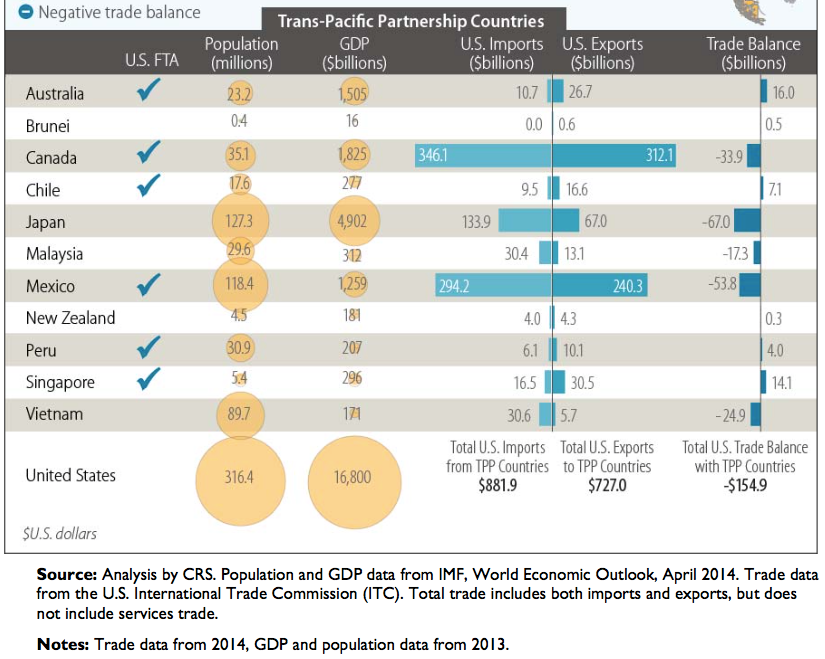 Negative trade balance
Trans-Pacific Partnership Countries
U.S. FTA Population (millions) GDP ($billions) U.S. Imports ($billions) U.S. Exports ($billions) Trade Balance ($billions)
Australia ✔ 23.2 1,505 10.7 26.7 16.0
Brunei 0.4 16 0.0 0.6 0.5
Canada ✔ 35.1 1,825 346.1 312.1 -33.9
Chile ✔ 17.6 277 9.5 16.6 7.1
Japan 127.3 4,902 133.9 67.0 -67.0
Malaysia 29.6 312 30.4 13.1 -17.3
Mexico ✔ 118.4 1,259 294.2 240.3 -53.8
New Zealand 4.5 181 4.0 4.3 0.3
Peru ✔ 30.9 207 6.1 10.1 4.0
Singapore ✔ 5.4 296 16.5 30.5 14.1
Vietnam 89.7 171 30.6 5.7 -24.9
United States 316.4 16,800
Total U.S. Imports from TPP Countries $881.9
Total U.S. Exports to TPP Countries $727.0
Total U.S. Trade Balance with TPP Countries -$154.9
$U.S. dollars
Source: Analysis by CRS. Population and GDP data from IMF, World Economic Outlook, April 2014. Trade data
from the U.S. International Trade Commission (ITC). Total trade includes both imports and exports, but does
not include services trade.
Notes: Trade data from 2014, GDP and population data from 2013.